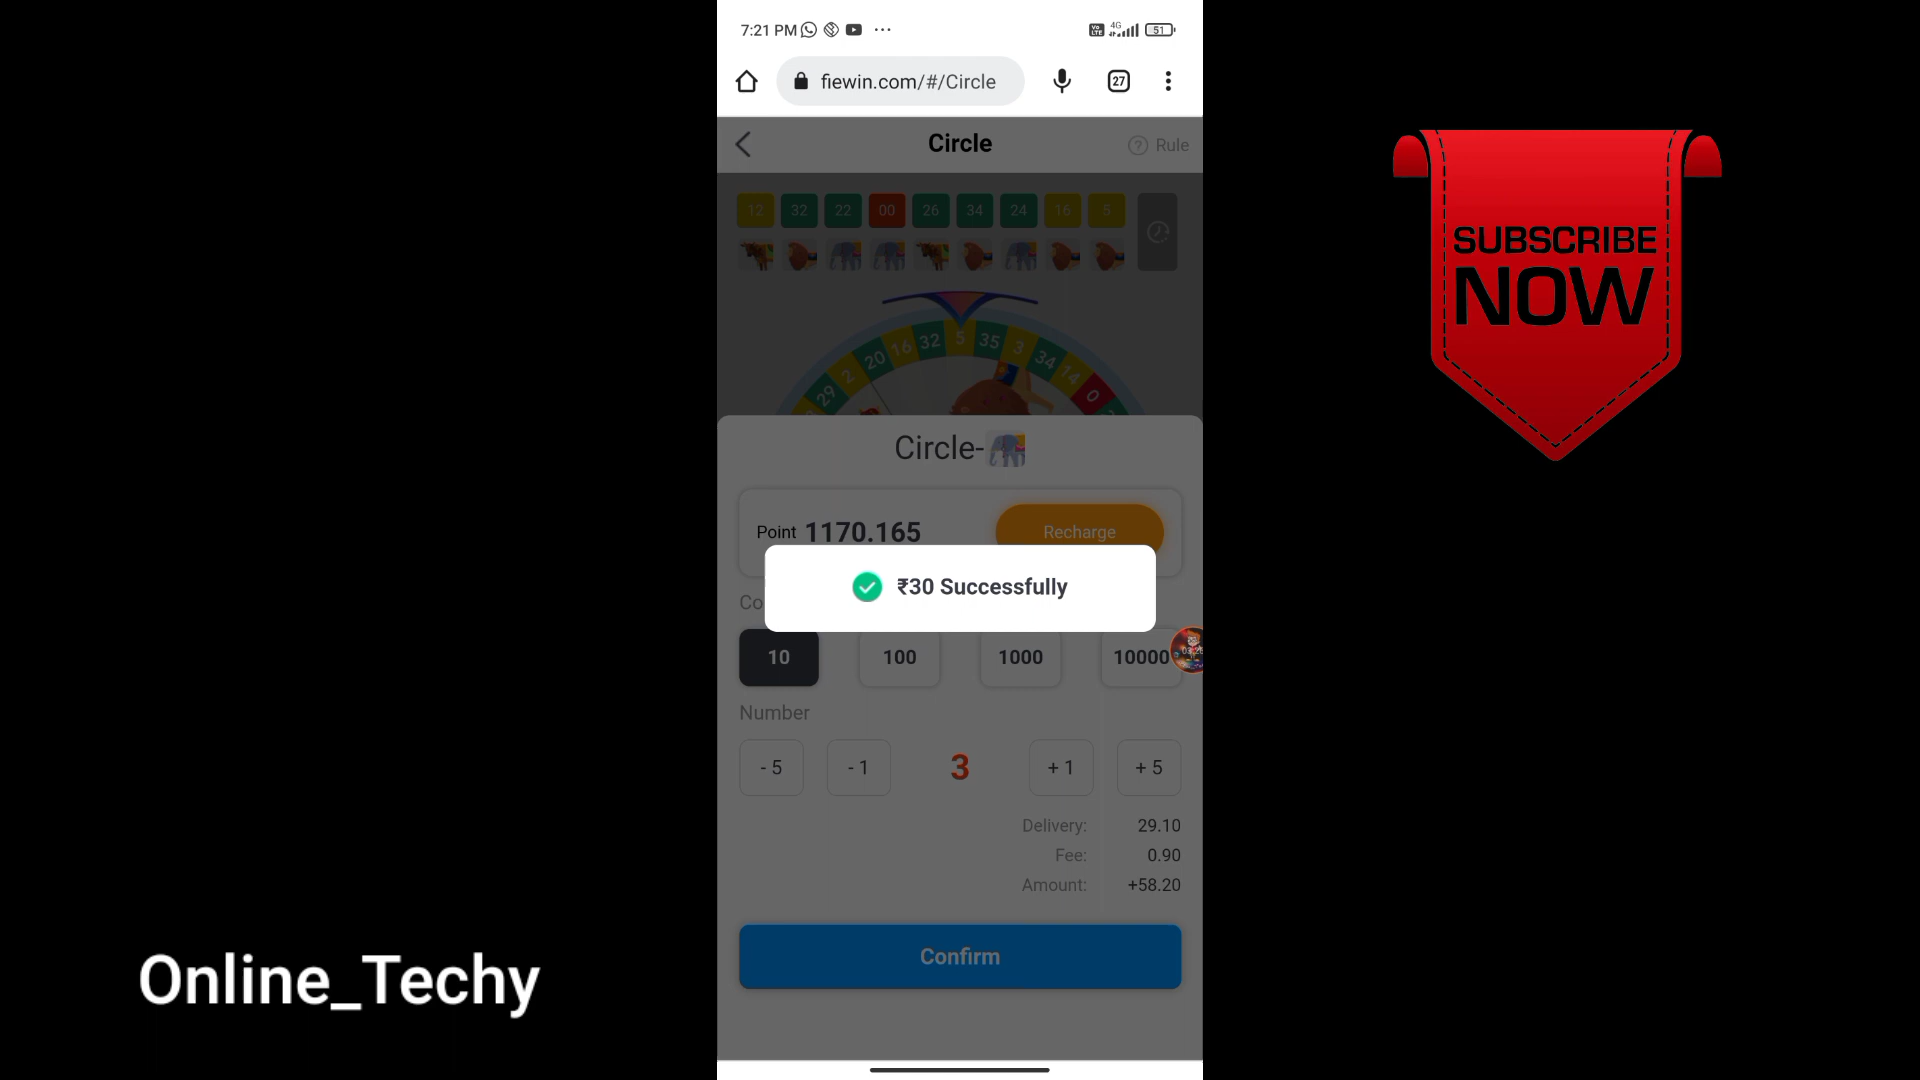 7:21 PM
VoLTE 4G 51
fiewin.com/#/Circle
27
Circle
? Rule
12 32 22 00 26 34 24 16 5
29 2 20 16 32 5 35 3 34 14 0
Circle-
Point 1170.165
Recharge
₹30 Successfully
Co
10 100 1000 10000
Number
- 5 - 1 3 + 1 + 5
Delivery: 29.10
Fee: 0.90
Amount: +58.20
Confirm
SUBSCRIBE
NOW
Online_Techy